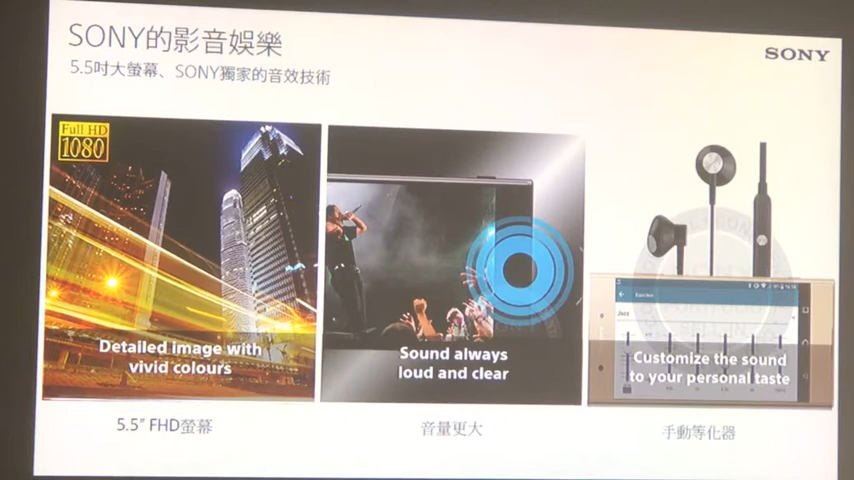 SONY的影音娛樂
5.5吋大螢幕、SONY獨家的音效技術
SONY
Full HD
1080
Detailed image with
vivid colours
5.5" FHD螢幕
Sound always
loud and clear
音量更大
Equalizer
Jazz
Customize the sound
to your personal taste
手動等化器